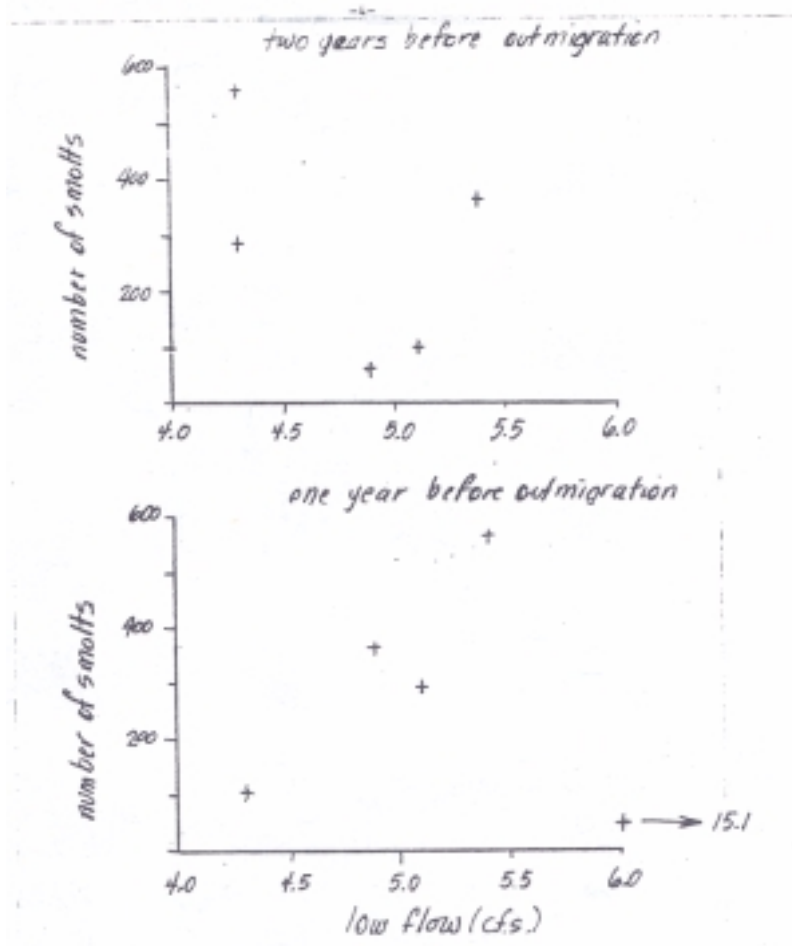 -6-
two years before outmigration
600
400
200
number of smolts
4.0 4.5 5.0 5.5 6.0
one year before outmigration
600
400
200
number of smolts
15.1
4.0 4.5 5.0 5.5 6.0
low flow (cfs.)